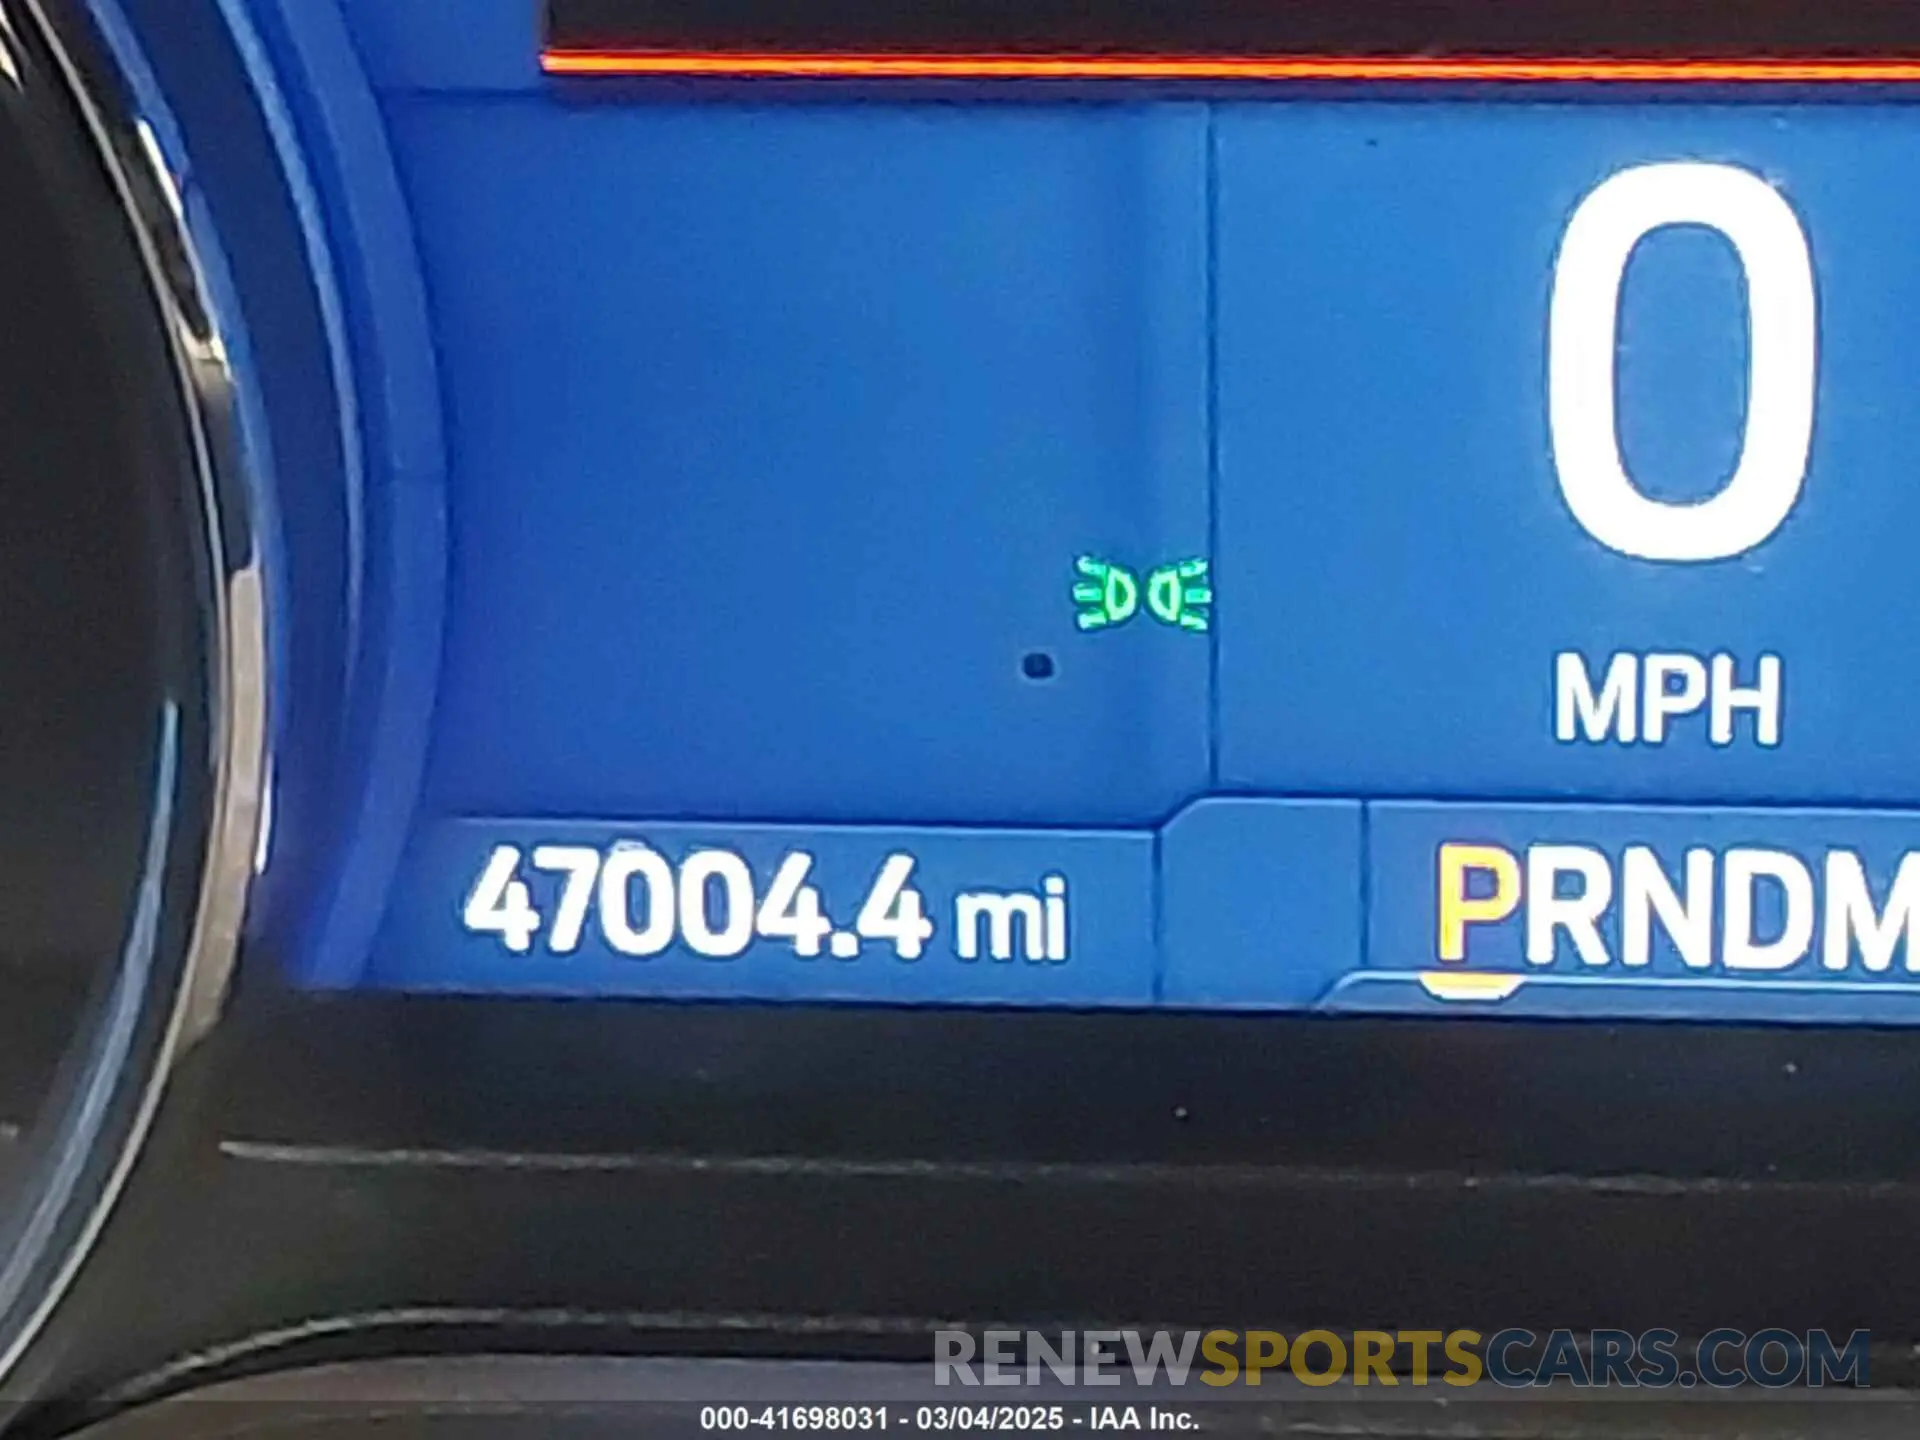 0
MPH
47004.4 mi
PRNDM
RENEWSPORTSCARS.COM
000-41698031 - 03/04/2025 - IAA Inc.